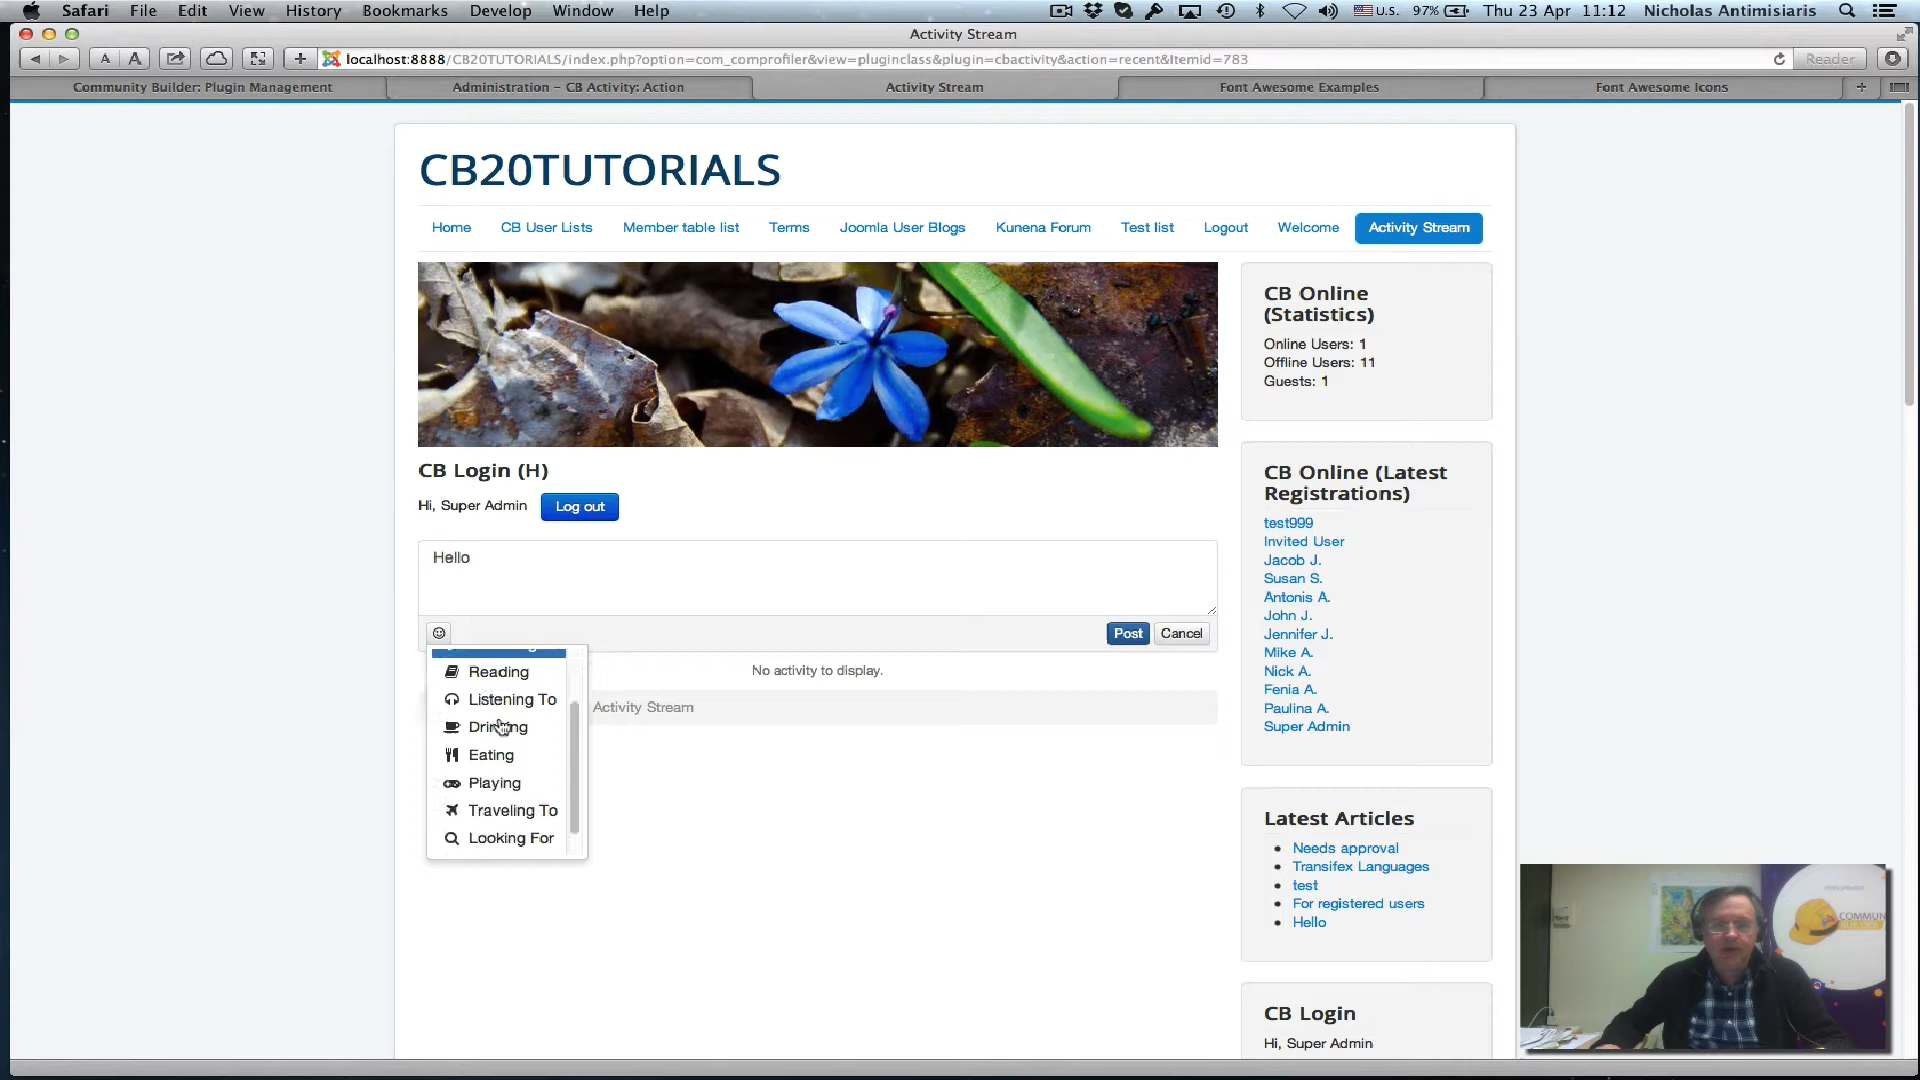 Safari File Edit View History Bookmarks Develop Window Help U.S. 97% Thu 23 Apr 11:12 Nicholas Antimisiaris
Activity Stream
A A localhost:8888/CB20TUTORIALS/index.php?option=com_comprofiler&view=pluginclass&plugin=cbactivity&action=recent&Itemid=783 Reader
Community Builder: Plugin Management Administration - CB Activity: Action Activity Stream Font Awesome Examples Font Awesome Icons
CB20TUTORIALS
Home CB User Lists Member table list Terms Joomla User Blogs Kunena Forum Test list Logout Welcome Activity Stream
CB Login (H)
Hi, Super Admin Log out
Hello
Post Cancel
No activity to display.
Activity Stream
Reading
Listening To
Drinking
Eating
Playing
Traveling To
Looking For
CB Online
(Statistics)
Online Users: 1
Offline Users: 11
Guests: 1
CB Online (Latest
Registrations)
test999
Invited User
Jacob J.
Susan S.
Antonis A.
John J.
Jennifer J.
Mike A.
Nick A.
Fenia A.
Paulina A.
Super Admin
Latest Articles
Needs approval
Transifex Languages
test
For registered users
Hello
CB Login
Hi, Super Admin
COMMUN